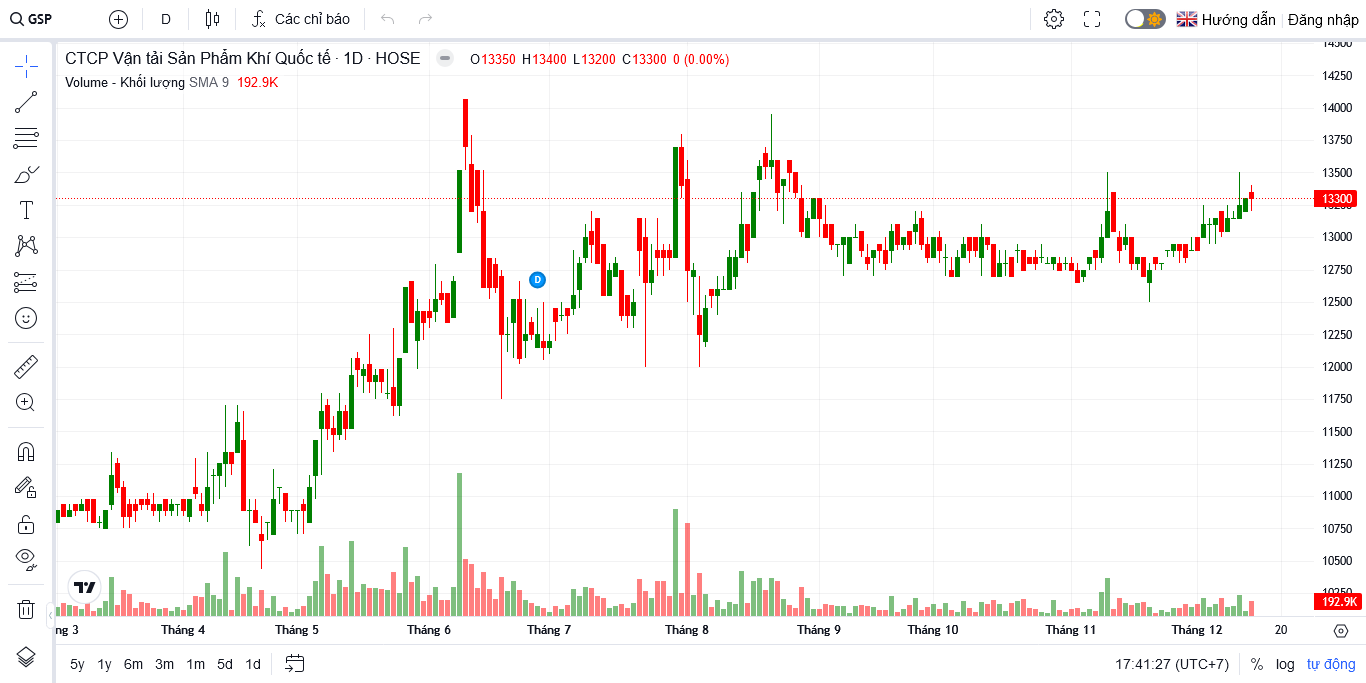 GSP D Các chỉ báo Hướng dẫn Đăng nhập
CTCP Vận tải Sản Phẩm Khí Quốc tế · 1D · HOSE O13350 H13400 L13200 C13300 0 (0.00%)
Volume - Khối lượng SMA 9 192.9K
14500
14250
14000
13750
13500
13300
13000
12750
12500
12250
12000
11750
11500
11250
11000
10750
10500
10250
192.9K
D
ng 3 Tháng 4 Tháng 5 Tháng 6 Tháng 7 Tháng 8 Tháng 9 Tháng 10 Tháng 11 Tháng 12 20
5y 1y 6m 3m 1m 5d 1d 17:41:27 (UTC+7) % log tự động